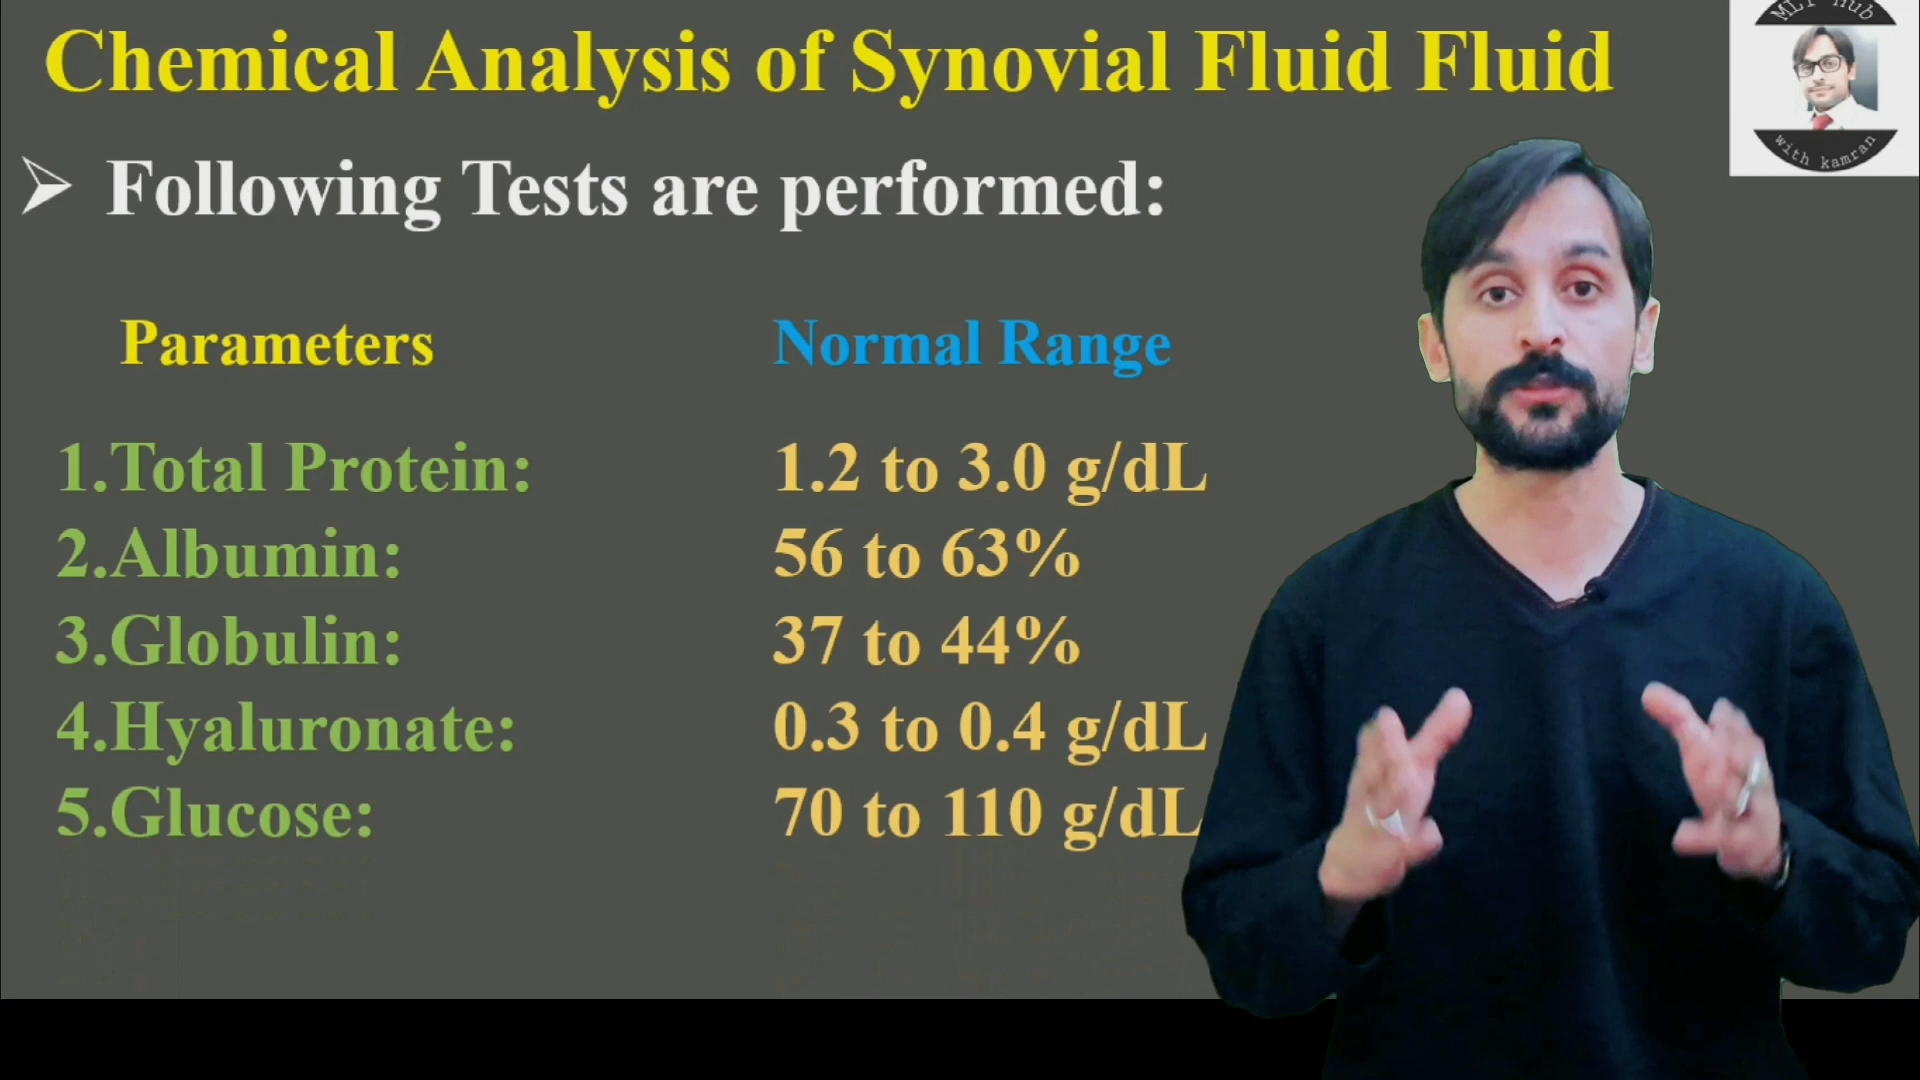 Chemical Analysis of Synovial Fluid Fluid
MLT hub
with kamran
Following Tests are performed:
Parameters Normal Range
1.Total Protein: 1.2 to 3.0 g/dL
2.Albumin: 56 to 63%
3.Globulin: 37 to 44%
4.Hyaluronate: 0.3 to 0.4 g/dL
5.Glucose: 70 to 110 g/dL